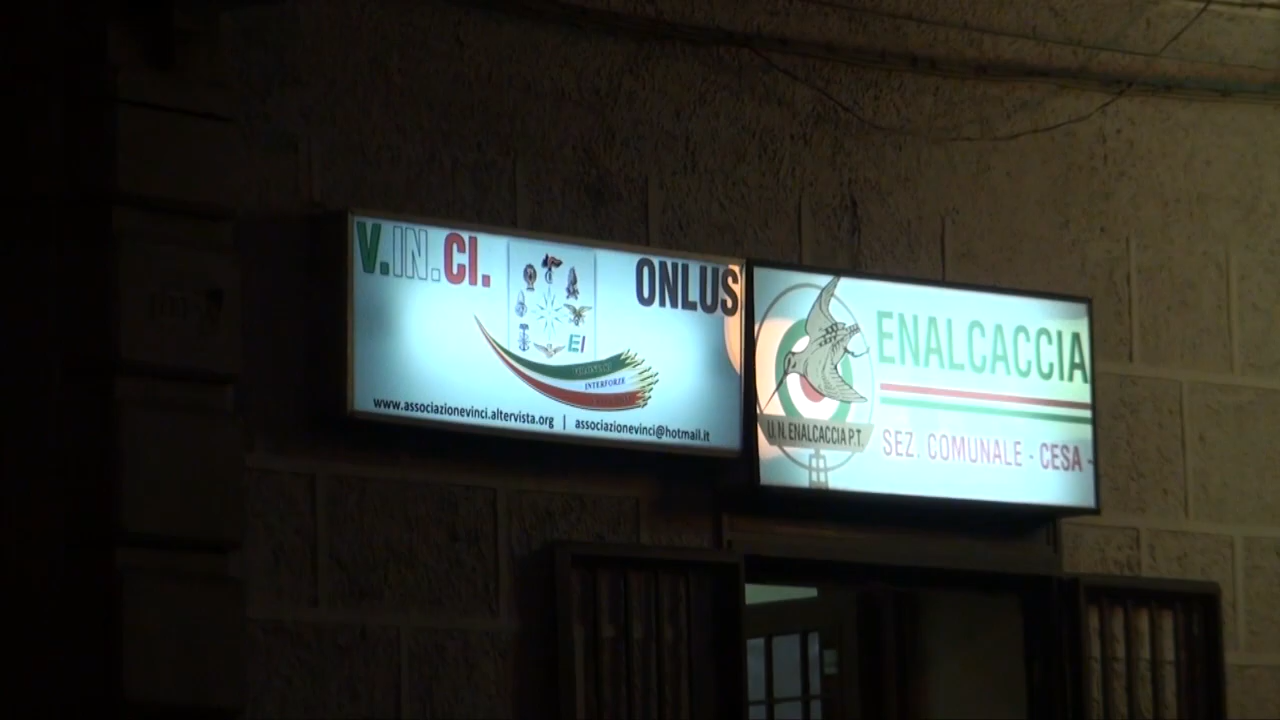 V.IN.CI.
ONLUS
EI
INTERFORZE
www.associazionevinci.altervista.org | associazionevinci@hotmail.it
ENALCACCIA
U.N. ENALCACCIA P.T.
SEZ. COMUNALE - CESA -